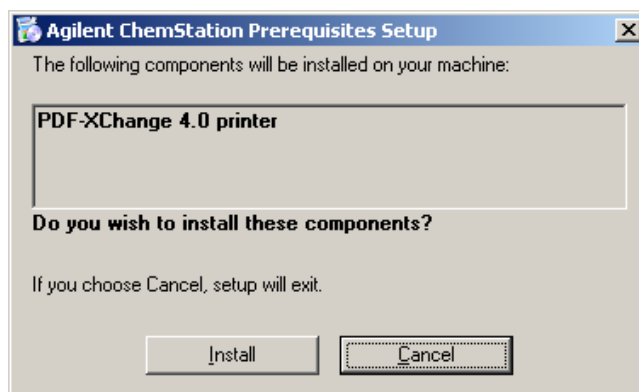 Agilent ChemStation Prerequisites Setup
The following components will be installed on your machine:
PDF-XChange 4.0 printer
Do you wish to install these components?
If you choose Cancel, setup will exit.
Install
Cancel